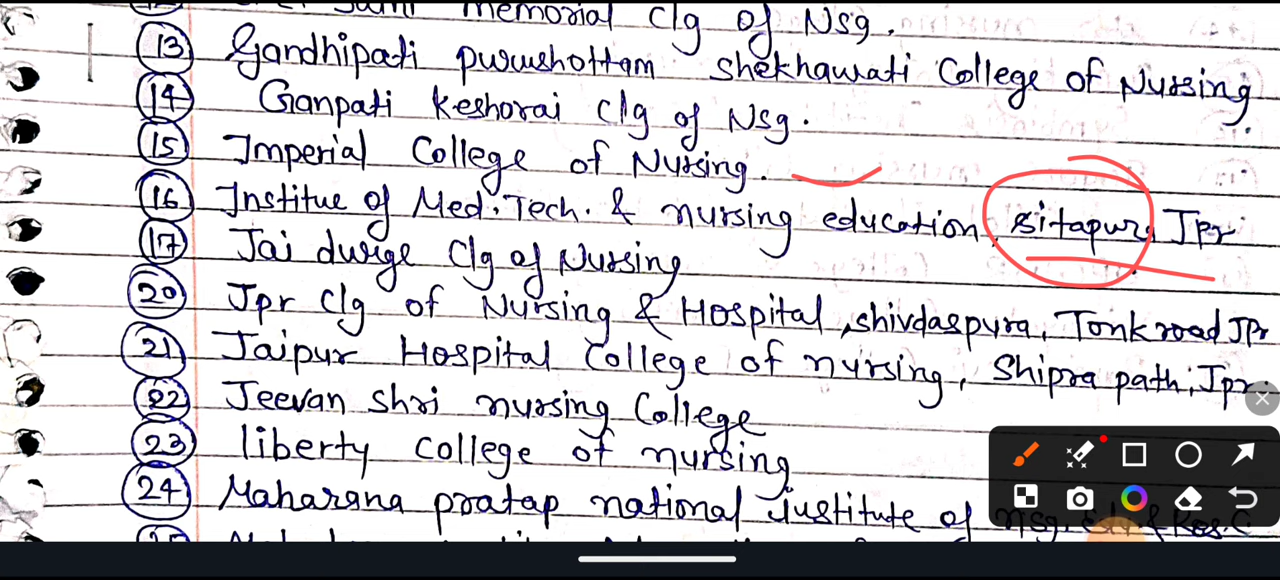 Memorial Clg of Nsg.
13 Gandhipati purushottam Shekhawati College of Nursing
14 Ganpati Keshorai Clg of Nsg.
15 Imperial College of Nursing.
16 Institue of Med. Tech. & nursing education, sitapur, Jpr
17 Jai durge Clg of Nursing
20 Jpr Clg of Nursing & Hospital, shivdaspura, Tonk road Jpr
21 Jaipur Hospital College of nursing, Shipra path, Jpr
22 Jeevan Shri nursing College
23 liberty college of nursing
24 Maharana pratap national institute of nsg.